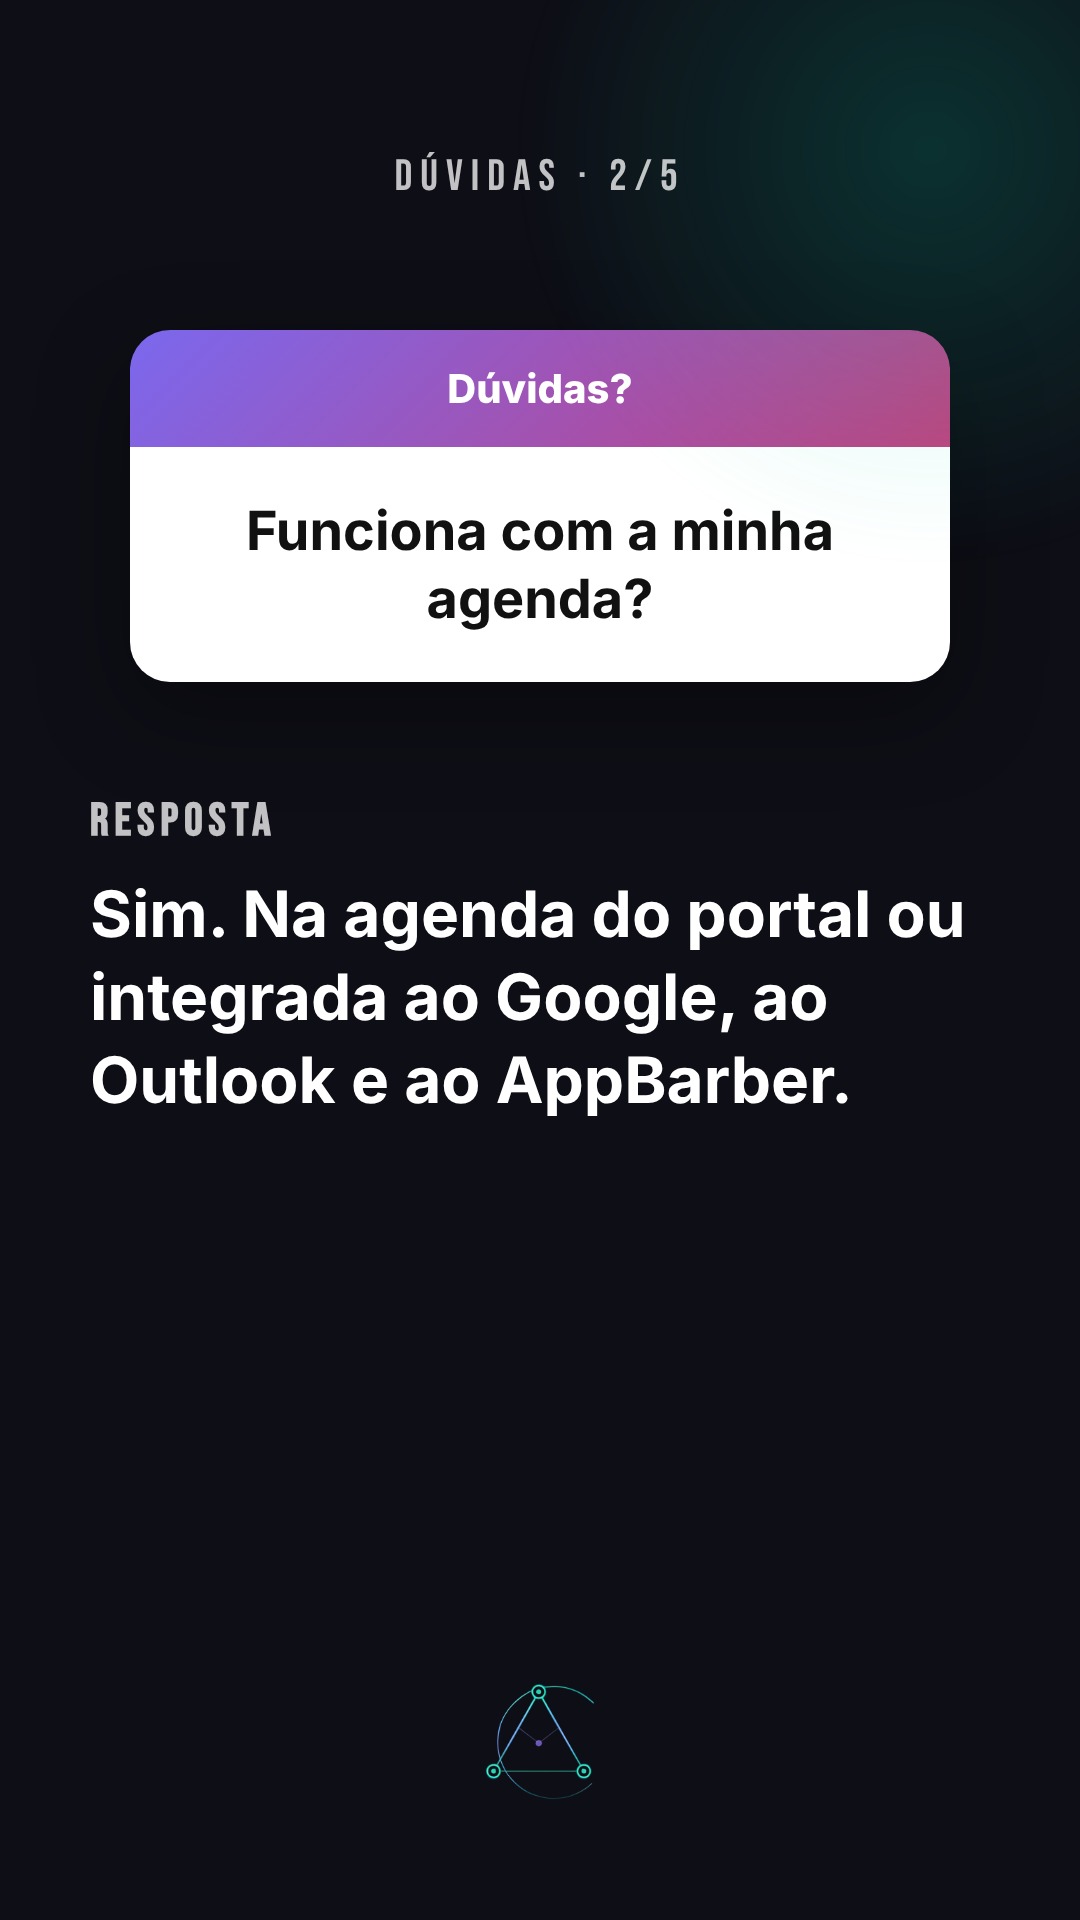 DÚVIDAS · 2/5
Dúvidas?
Funciona com a minha
agenda?
RESPOSTA
Sim. Na agenda do portal ou
integrada ao Google, ao
Outlook e ao AppBarber.